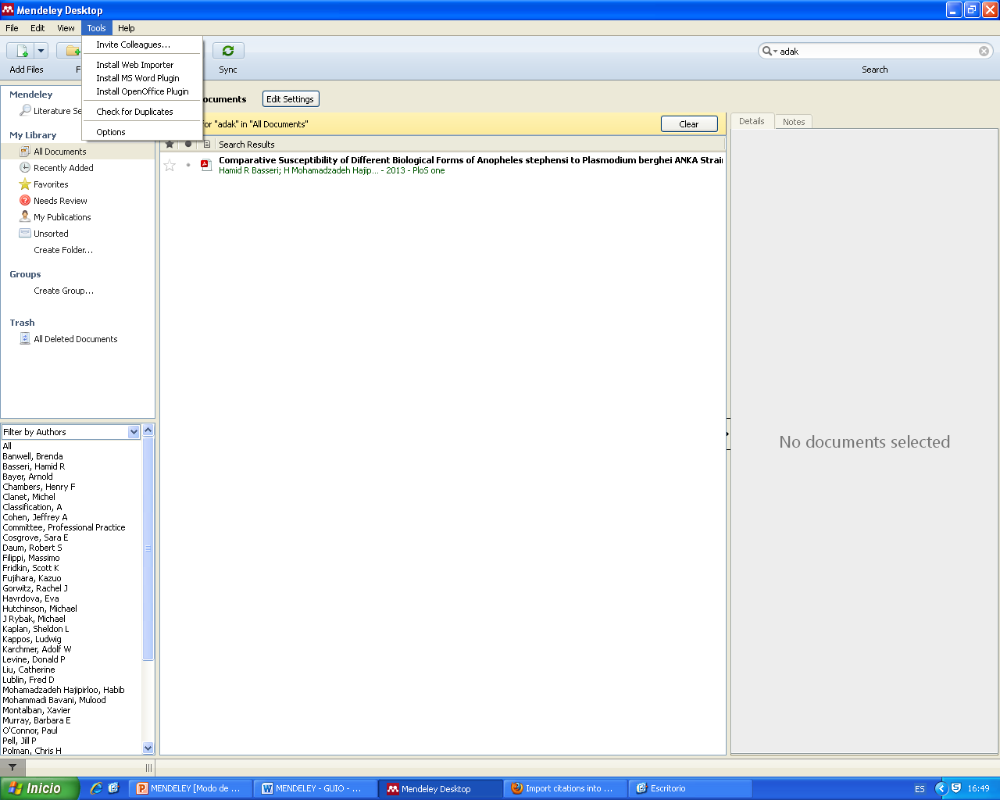 Mendeley Desktop
File Edit View Tools Help
Add Files
Sync
adak
Search
Invite Colleagues...
Install Web Importer
Install MS Word Plugin
Install OpenOffice Plugin
Check for Duplicates
Options
Mendeley
Literature Se
My Library
All Documents
Recently Added
Favorites
Needs Review
My Publications
Unsorted
Create Folder...
Groups
Create Group...
Trash
All Deleted Documents
Filter by Authors
All
Banwell, Brenda
Basseri, Hamid R
Bayer, Arnold
Chambers, Henry F
Clanet, Michel
Classification, A
Cohen, Jeffrey A
Committee, Professional Practice
Cosgrove, Sara E
Daum, Robert S
Filippi, Massimo
Fridkin, Scott K
Fujihara, Kazuo
Gorwitz, Rachel J
Havrdova, Eva
Hutchinson, Michael
J Rybak, Michael
Kaplan, Sheldon L
Kappos, Ludwig
Karchmer, Adolf W
Levine, Donald P
Liu, Catherine
Lublin, Fred D
Mohamadzadeh Hajipirloo, Habib
Mohammadi Bavani, Mulood
Montalban, Xavier
Murray, Barbara E
O'Connor, Paul
Pell, Jill P
Polman, Chris H
ocuments Edit Settings
for "adak" in "All Documents" Clear
Search Results
Comparative Susceptibility of Different Biological Forms of Anopheles stephensi to Plasmodium berghei ANKA Strain
Hamid R Basseri; H Mohamadzadeh Hajip... - 2013 - PloS one
Details Notes
No documents selected
Inicio
MENDELEY [Modo de ...
MENDELEY - GUIO - ...
Mendeley Desktop
Import citations into ...
Escritorio
ES
16:49